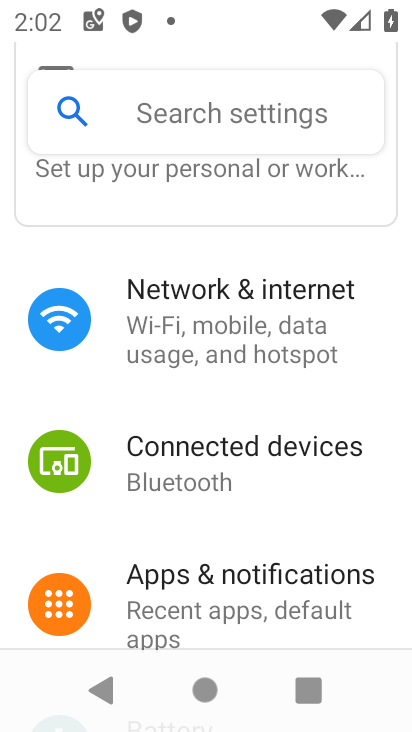 2:02
Search settings
Set up your personal or work…
Network & internet
Wi-Fi, mobile, data
usage, and hotspot
Connected devices
Bluetooth
Apps & notifications
Recent apps, default
apps
Battery